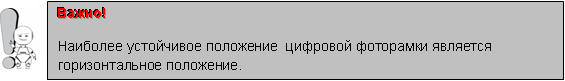 Важно!
Наиболее устойчивое положение цифровой фоторамки является
горизонтальное положение.